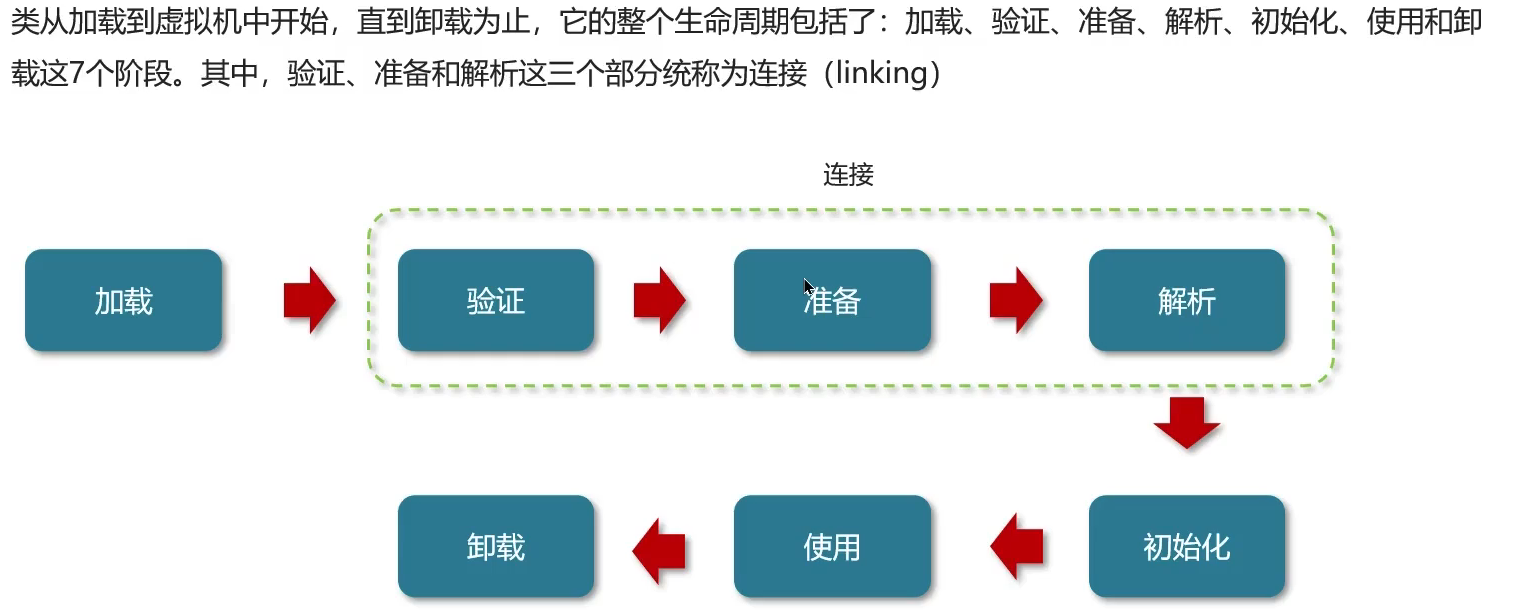 类从加载到虚拟机中开始，直到卸载为止，它的整个生命周期包括了：加载、验证、准备、解析、初始化、使用和卸
载这7个阶段。其中，验证、准备和解析这三个部分统称为连接（linking）
连接
加载
验证
准备
解析
卸载
使用
初始化